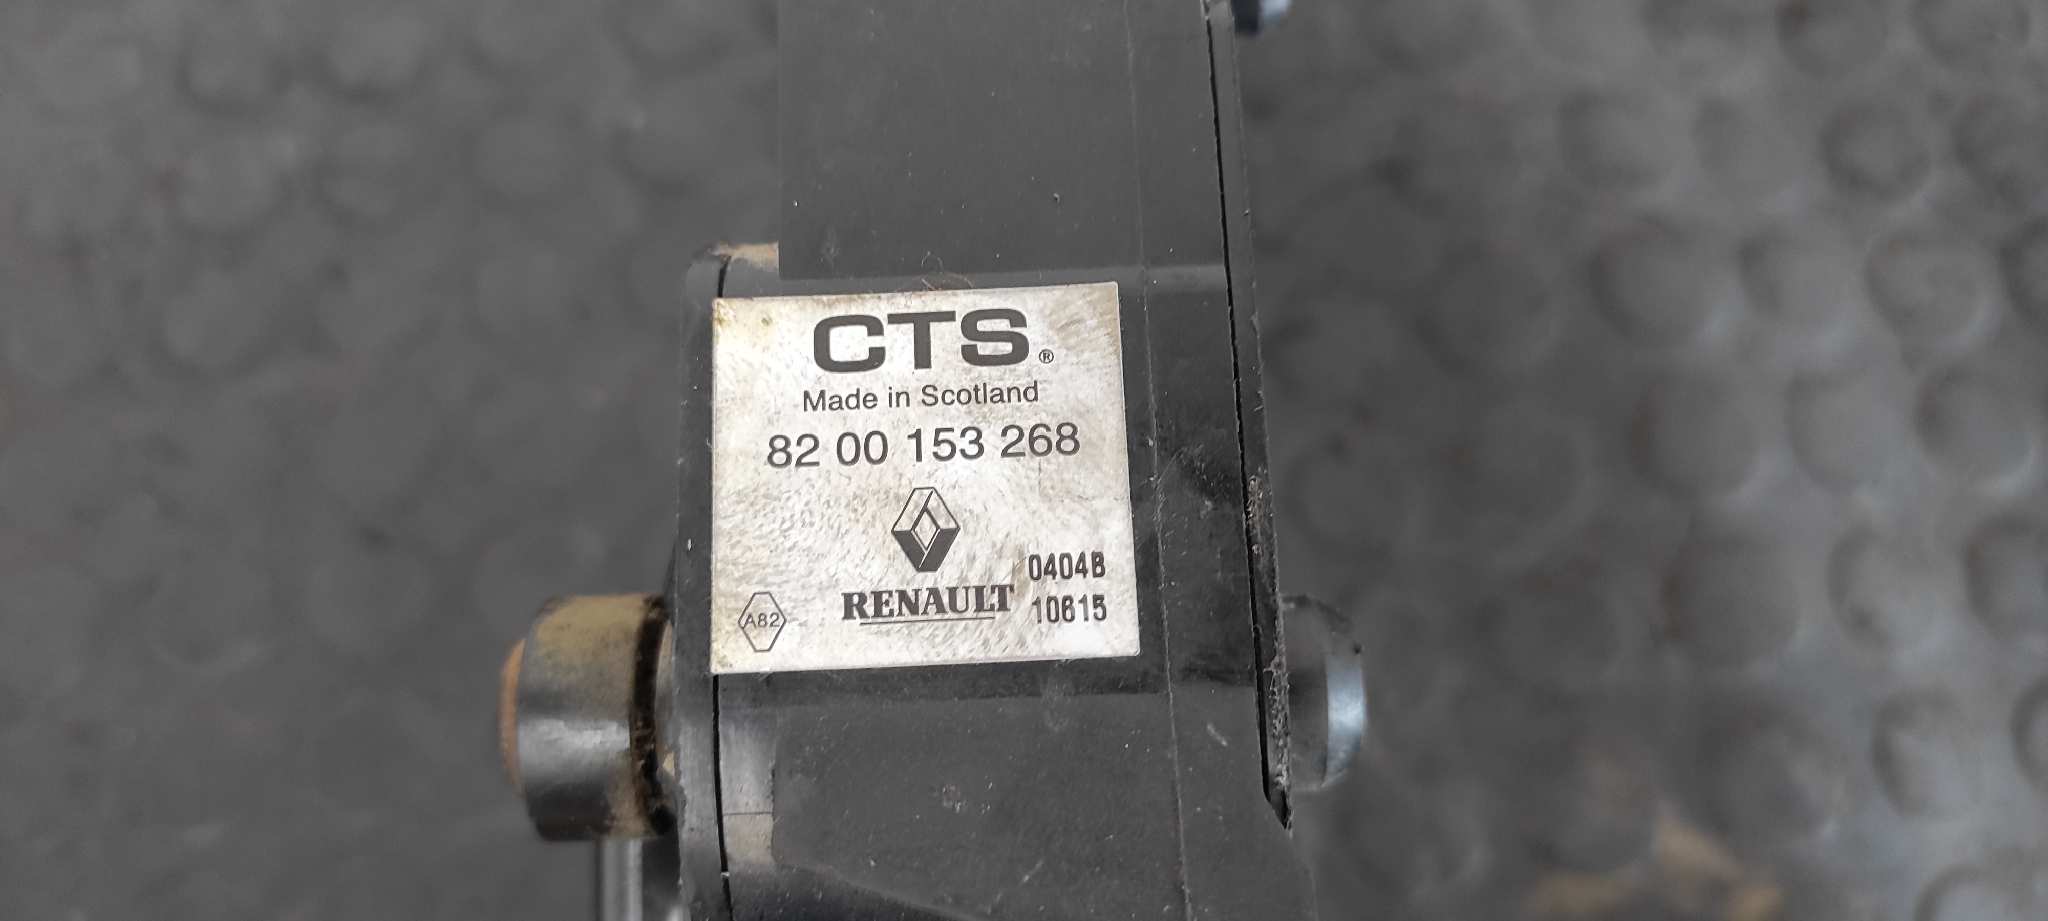 CTS®
Made in Scotland
82 00 153 268
0404B
RENAULT 10615
A82